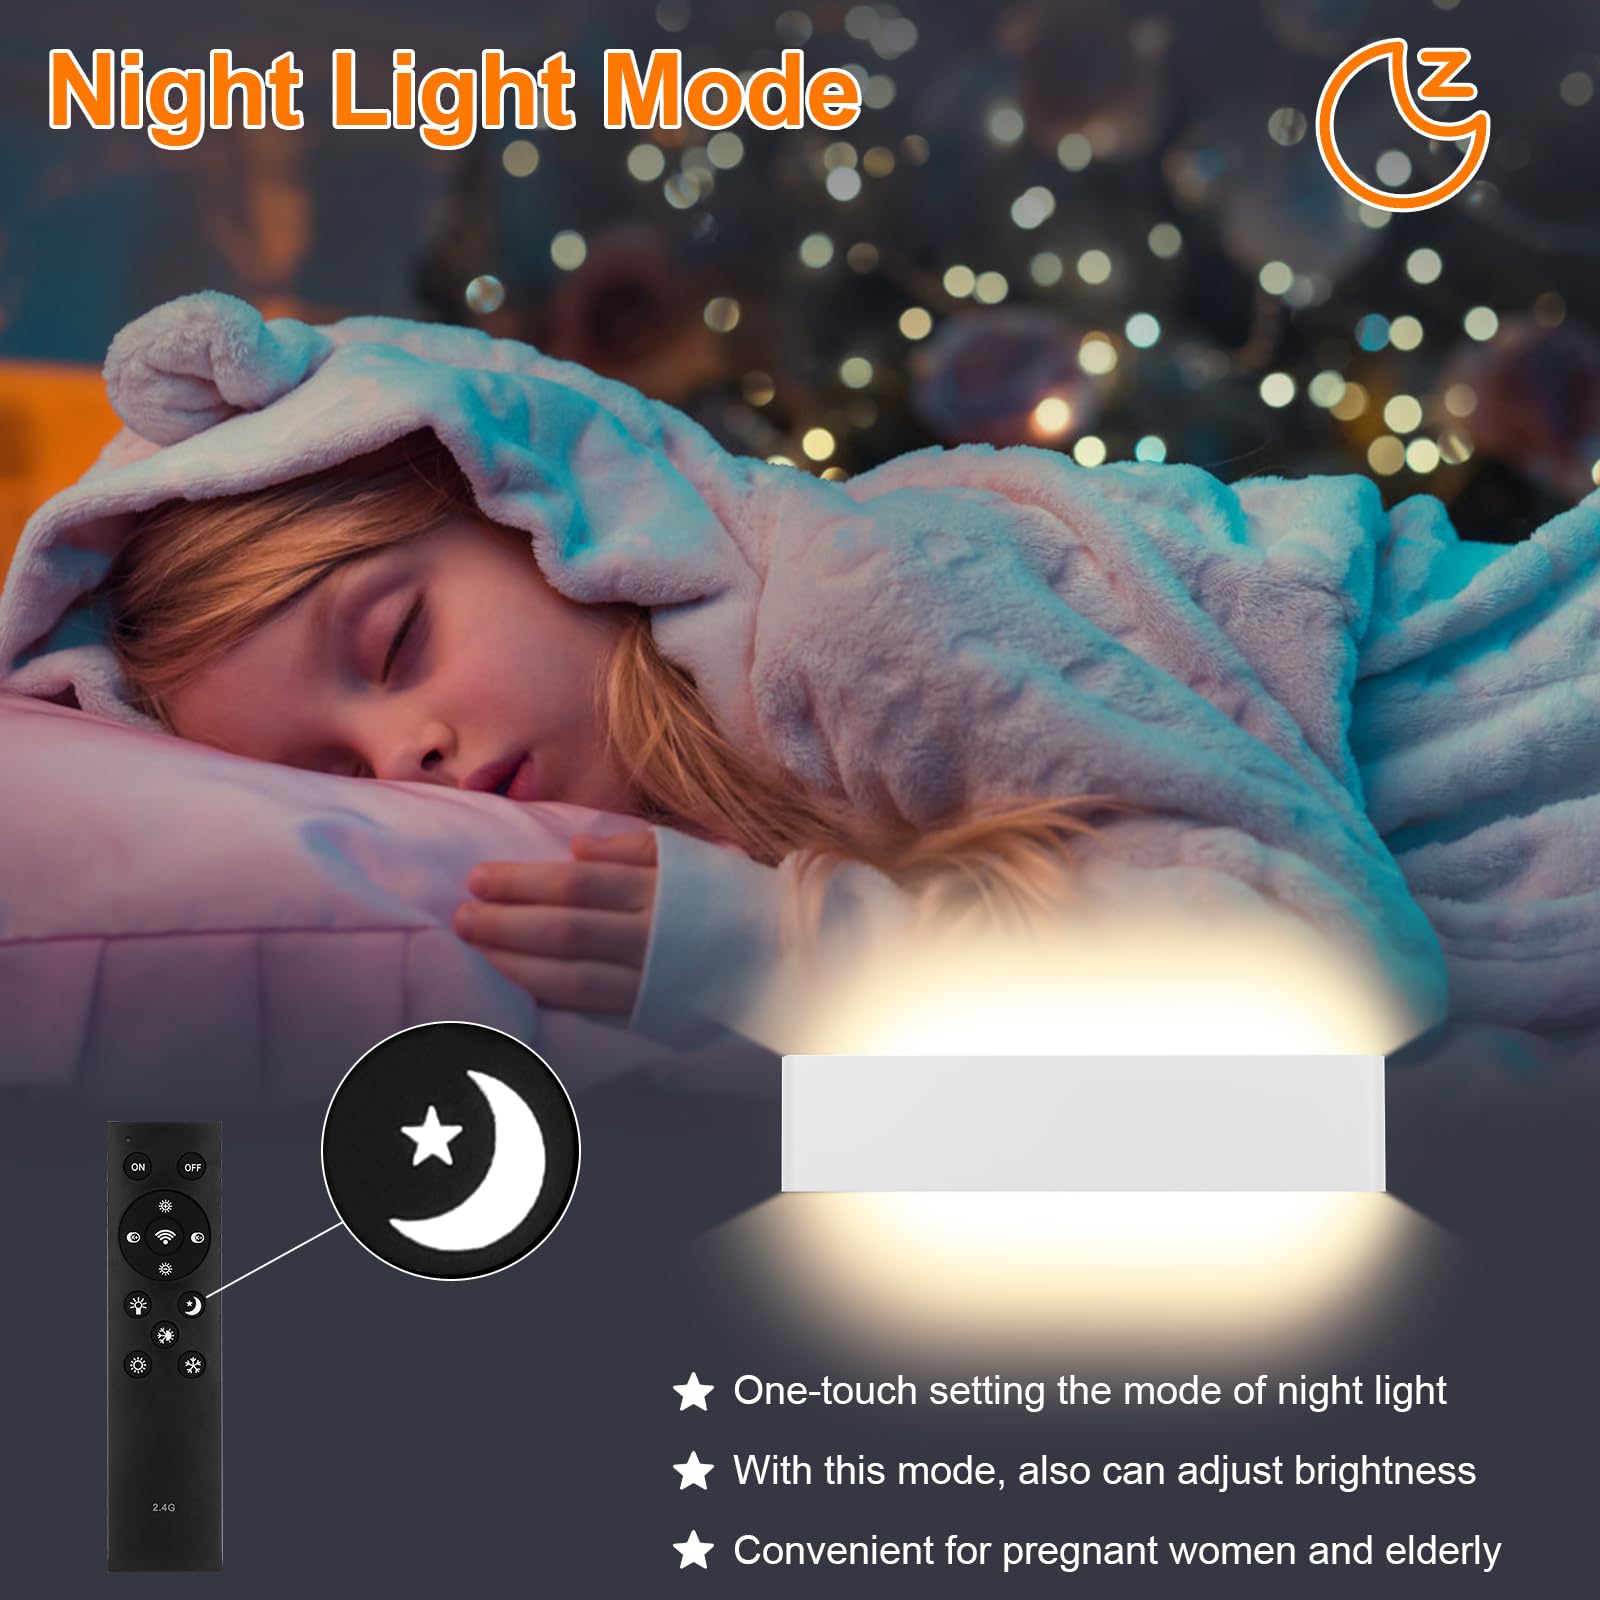 Night Light Mode
Z
ON OFF
2.4G
One-touch setting the mode of night light
With this mode, also can adjust brightness
Convenient for pregnant women and elderly